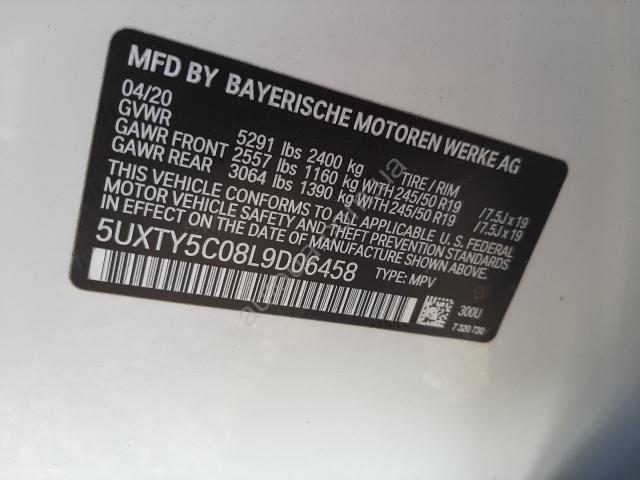 MFD BY BAYERISCHE MOTOREN WERKE AG
04/20
GVWR 5291 lbs 2400 kg TIRE / RIM
GAWR FRONT 2557 lbs 1160 kg WITH 245/50 R19 /7.5J x 19
GAWR REAR 3064 lbs 1390 kg WITH 245/50 R19 /7.5J x 19
THIS VEHICLE CONFORMS TO ALL APPLICABLE U. S. FEDERAL
MOTOR VEHICLE SAFETY AND THEFT PREVENTION STANDARDS
IN EFFECT ON THE DATE OF MANUFACTURE SHOWN ABOVE.
5UXTY5C08L9D06458 TYPE: MPV
300U
7 320 730